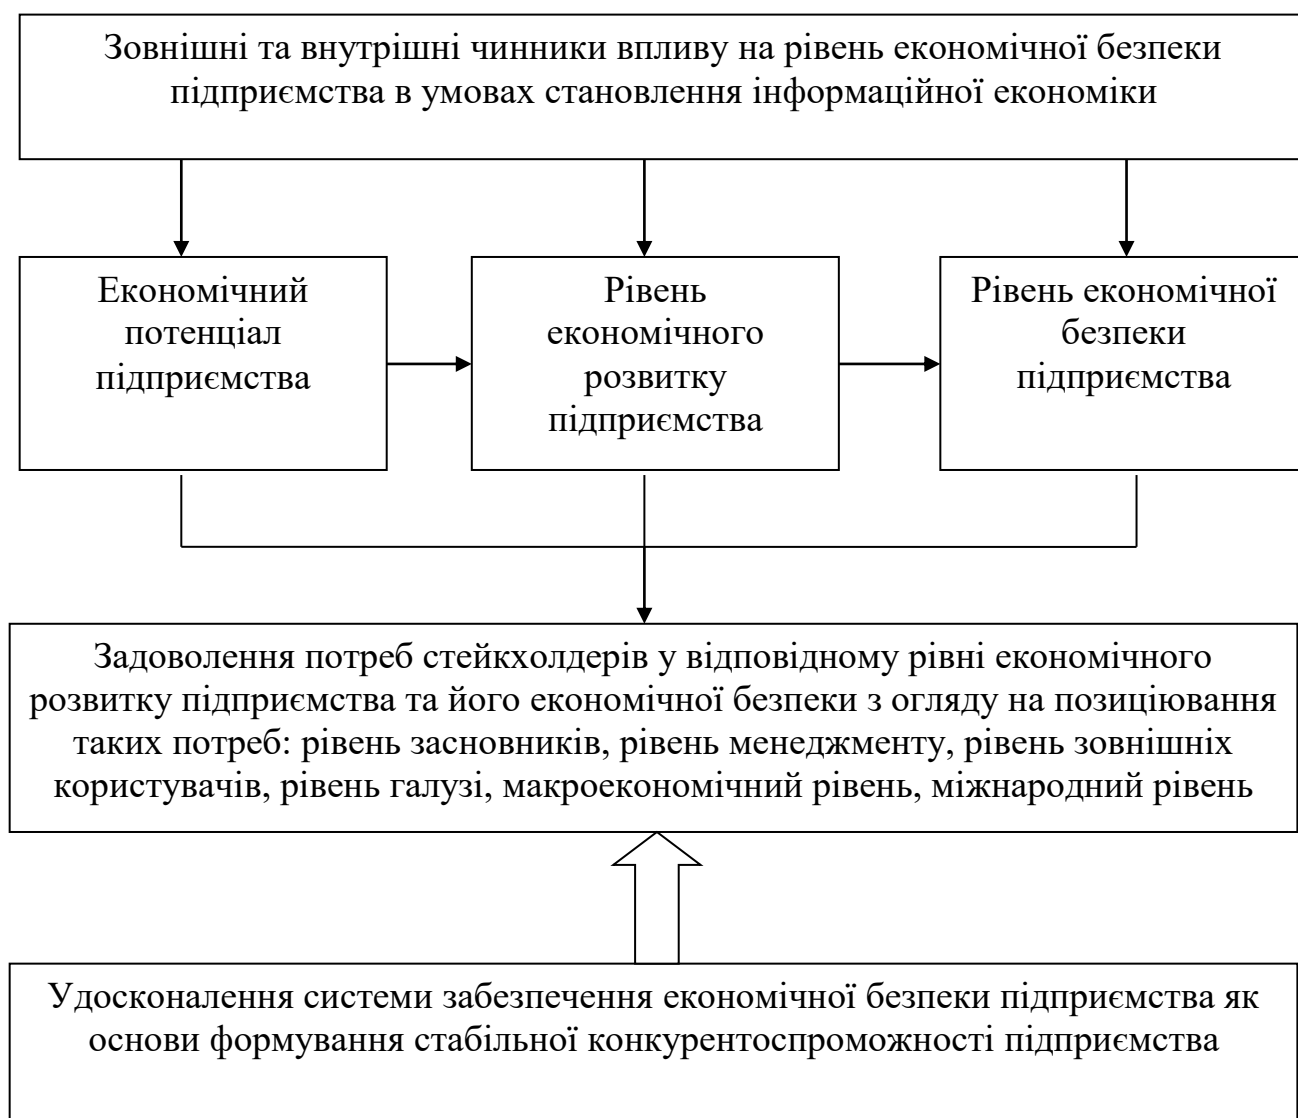 Зовнішні та внутрішні чинники впливу на рівень економічної безпеки
підприємства в умовах становлення інформаційної економіки
Економічний
потенціал
підприємства
Рівень
економічного
розвитку
підприємства
Рівень економічної
безпеки
підприємства
Задоволення потреб стейкхолдерів у відповідному рівні економічного
розвитку підприємства та його економічної безпеки з огляду на позиціювання
таких потреб: рівень засновників, рівень менеджменту, рівень зовнішніх
користувачів, рівень галузі, макроекономічний рівень, міжнародний рівень
Удосконалення системи забезпечення економічної безпеки підприємства як
основи формування стабільної конкурентоспроможності підприємства